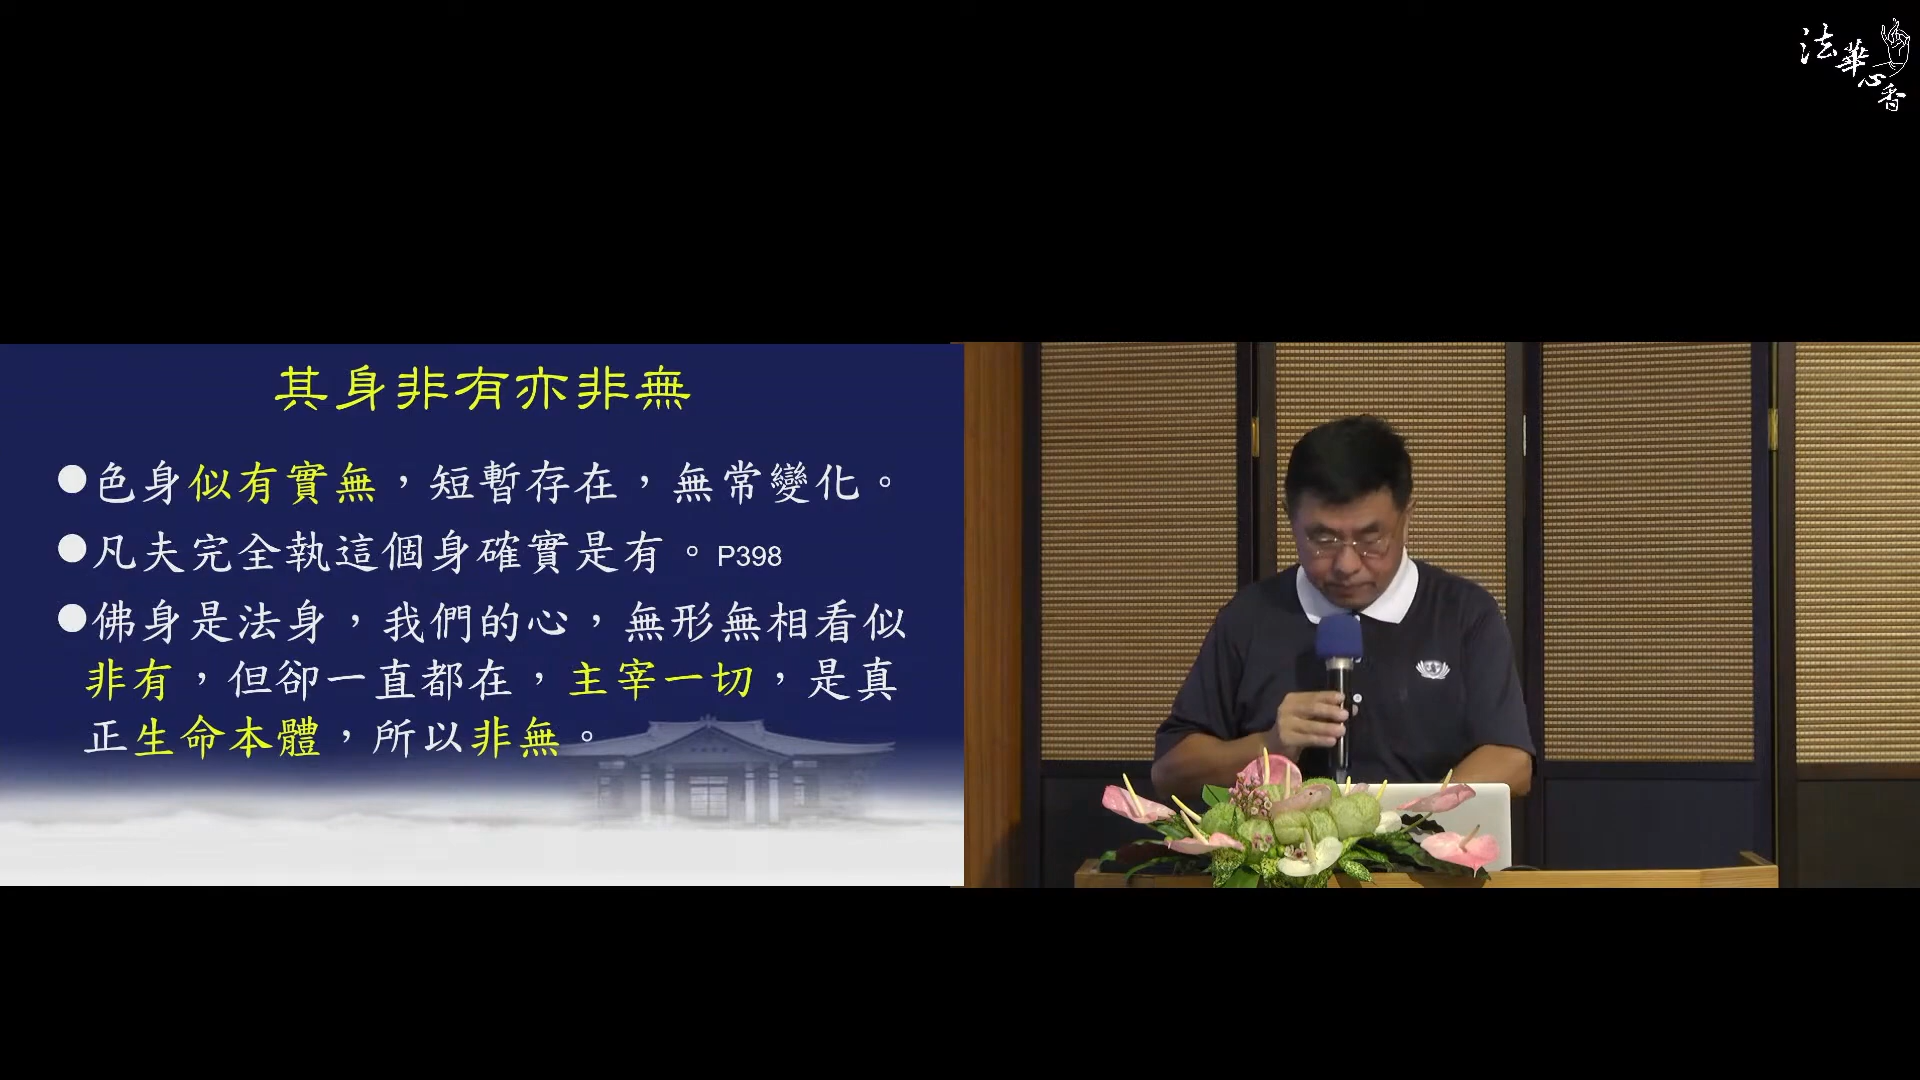 法華心香
其身非有亦非無
●色身似有實無，短暫存在，無常變化。
●凡夫完全執這個身確實是有。P398
●佛身是法身，我們的心，無形無相看似
非有，但卻一直都在，主宰一切，是真
正生命本體，所以非無。